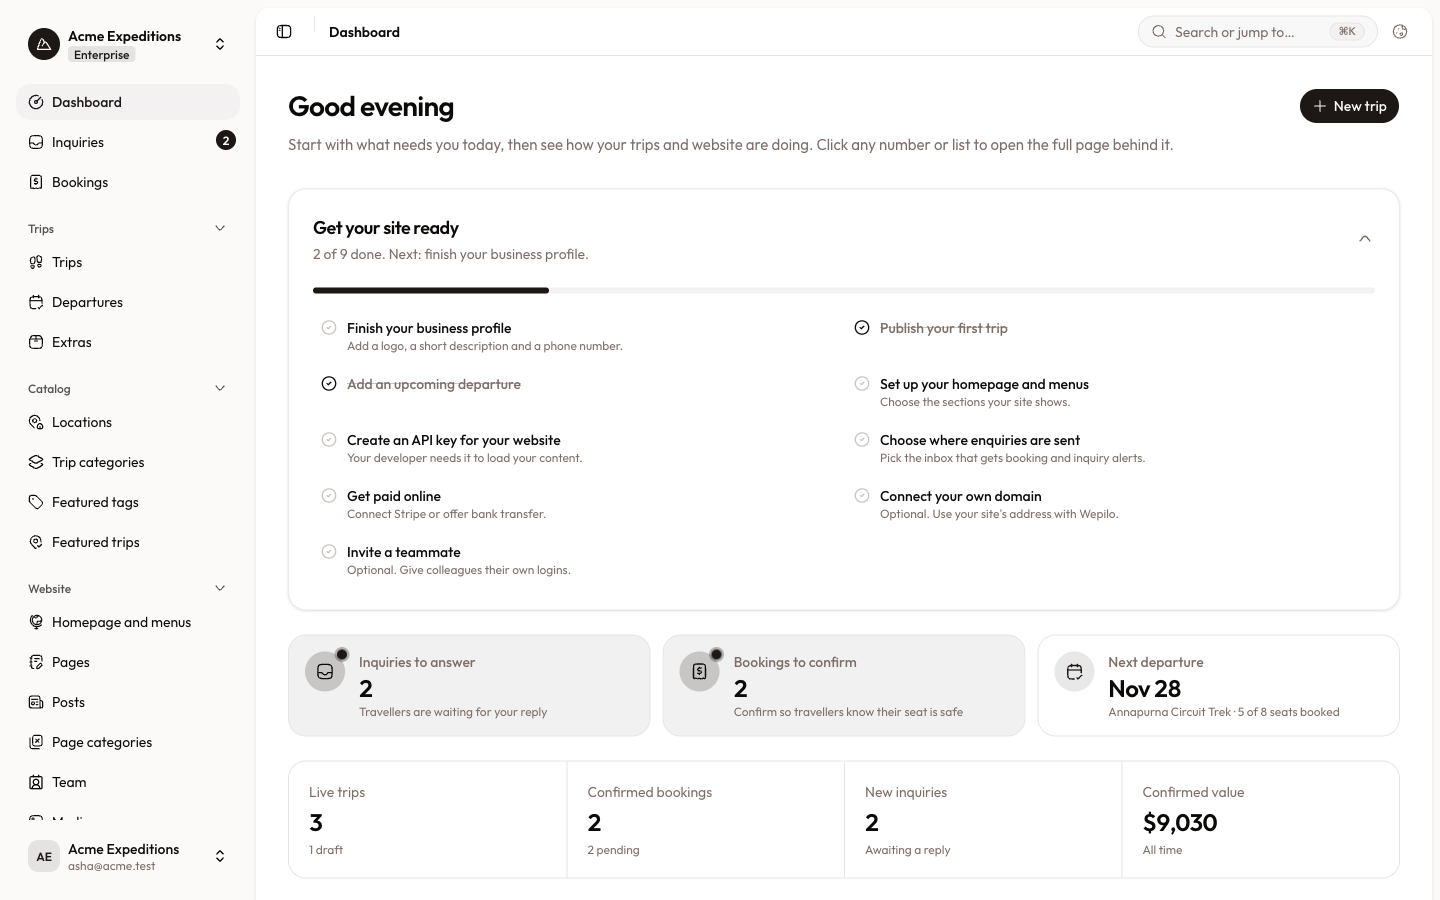 Acme Expeditions
Enterprise
Dashboard
Inquiries 2
Bookings
Trips
Trips
Departures
Extras
Catalog
Locations
Trip categories
Featured tags
Featured trips
Website
Homepage and menus
Pages
Posts
Page categories
Team
AE
Acme Expeditions
asha@acme.test
Dashboard
Search or jump to... ⌘K
Good evening
New trip
Start with what needs you today, then see how your trips and website are doing. Click any number or list to open the full page behind it.
Get your site ready
2 of 9 done. Next: finish your business profile.
Finish your business profile
Add a logo, a short description and a phone number.
Publish your first trip
Add an upcoming departure
Set up your homepage and menus
Choose the sections your site shows.
Create an API key for your website
Your developer needs it to load your content.
Choose where enquiries are sent
Pick the inbox that gets booking and inquiry alerts.
Get paid online
Connect Stripe or offer bank transfer.
Connect your own domain
Optional. Use your site's address with Wepilo.
Invite a teammate
Optional. Give colleagues their own logins.
Inquiries to answer
2
Travellers are waiting for your reply
Bookings to confirm
2
Confirm so travellers know their seat is safe
Next departure
Nov 28
Annapurna Circuit Trek · 5 of 8 seats booked
Live trips
3
1 draft
Confirmed bookings
2
2 pending
New inquiries
2
Awaiting a reply
Confirmed value
$9,030
All time